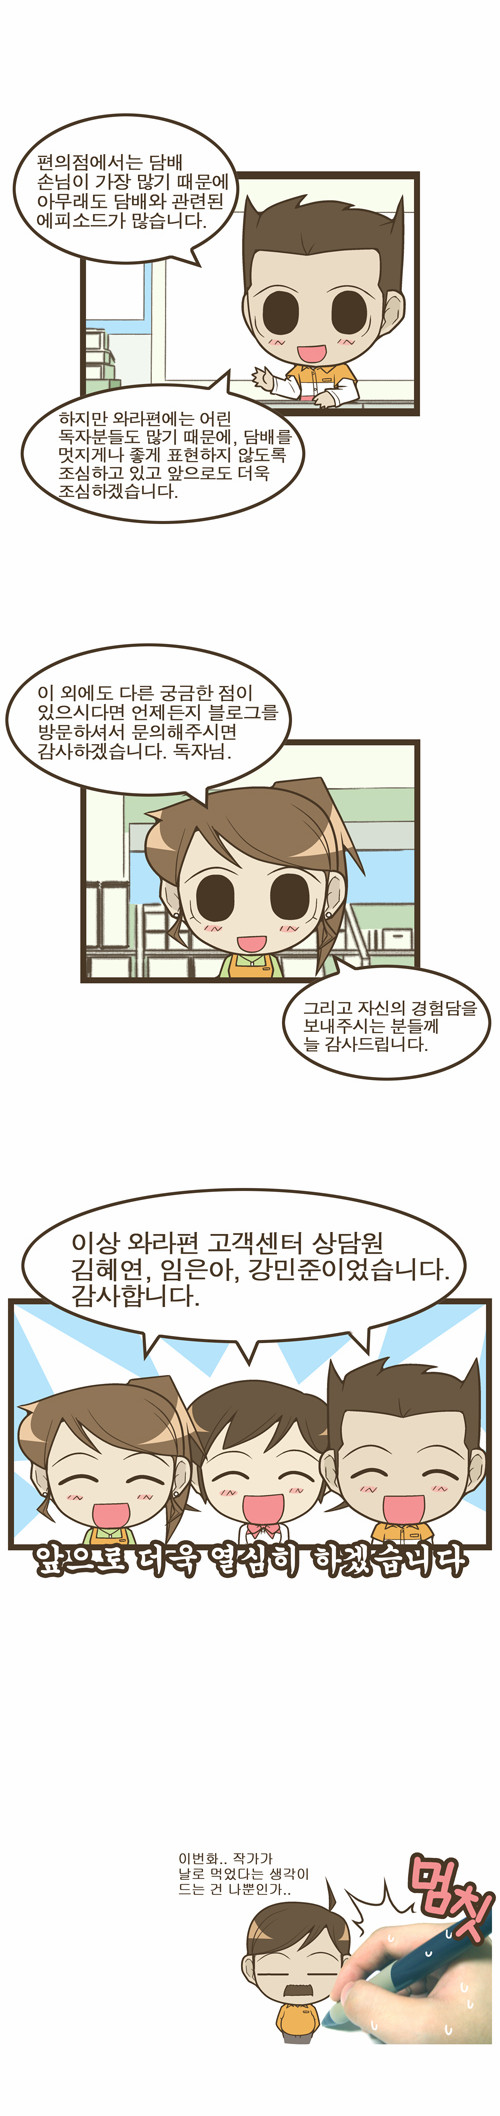 편의점에서는 담배
손님이 가장 많기 때문에
아무래도 담배와 관련된
에피소드가 많습니다.
하지만 와라편에는 어린
독자분들도 많기 때문에, 담배를
멋지게나 좋게 표현하지 않도록
조심하고 있고 앞으로도 더욱
조심하겠습니다.
이 외에도 다른 궁금한 점이
있으시다면 언제든지 블로그를
방문하셔서 문의해주시면
감사하겠습니다. 독자님.
그리고 자신의 경험담을
보내주시는 분들께
늘 감사드립니다.
이상 와라편 고객센터 상담원
김혜연, 임은아, 강민준이었습니다.
감사합니다.
앞으로 더욱 열심히 하겠습니다
이번화.. 작가가
날로 먹었다는 생각이
드는 건 나뿐인가..
멈칫